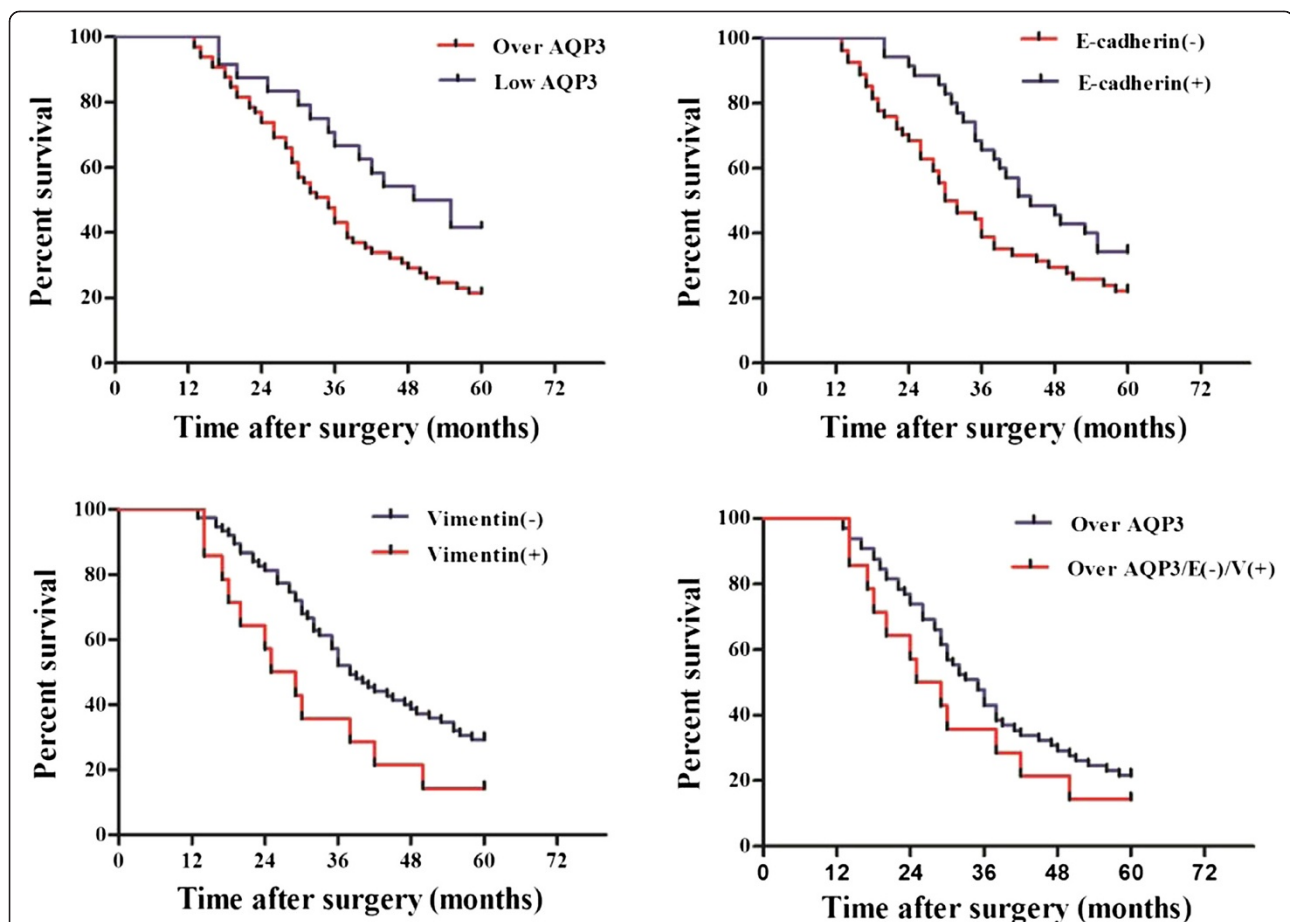 Over AQP3
Low AQP3
100
80
60
40
20
0
0 12 24 36 48 60 72
Percent survival
Time after surgery (months)
E-cadherin(-)
E-cadherin(+)
100
80
60
40
20
0
0 12 24 36 48 60 72
Percent survival
Time after surgery (months)
Vimentin(-)
Vimentin(+)
100
80
60
40
20
0
0 12 24 36 48 60 72
Percent survival
Time after surgery (months)
Over AQP3
Over AQP3/E(-)/V(+)
100
80
60
40
20
0
0 12 24 36 48 60 72
Percent survival
Time after surgery (months)